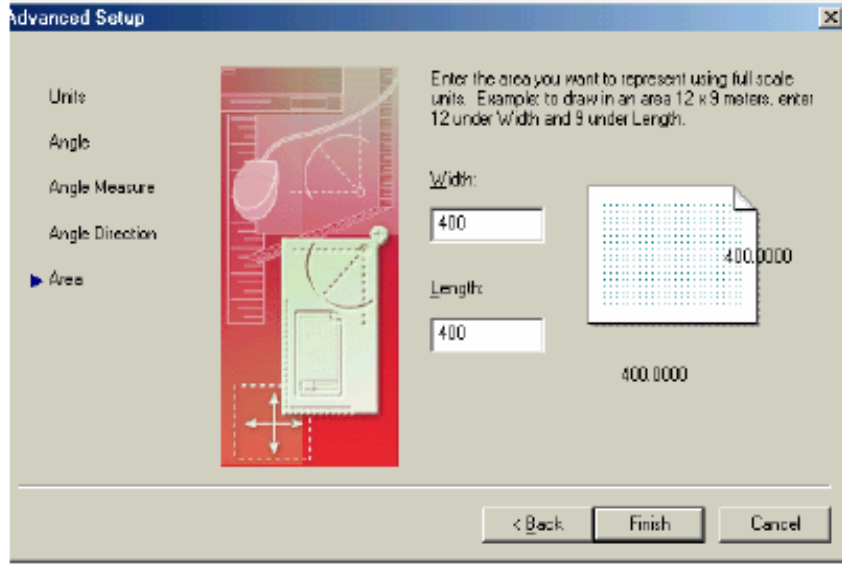 Advanced Setup
Units
Angle
Angle Measure
Angle Direction
Area
Enter the area you want to represent using full scale
units. Example: to draw in an area 12 x 9 meters, enter
12 under Width and 9 under Length.
Width:
400
Length:
400
400.0000
400.0000
< Back
Finish
Cancel